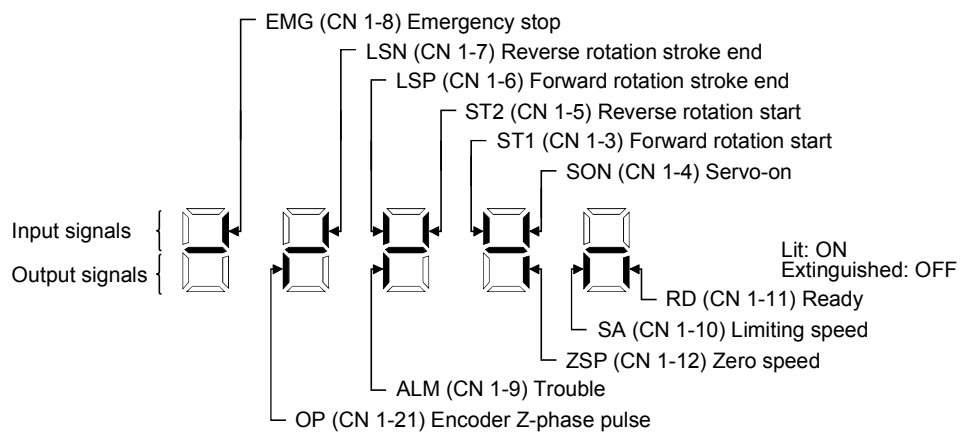 EMG (CN 1-8) Emergency stop
LSN (CN 1-7) Reverse rotation stroke end
LSP (CN 1-6) Forward rotation stroke end
ST2 (CN 1-5) Reverse rotation start
ST1 (CN 1-3) Forward rotation start
SON (CN 1-4) Servo-on
Input signals
Output signals
Lit: ON
Extinguished: OFF
RD (CN 1-11) Ready
SA (CN 1-10) Limiting speed
ZSP (CN 1-12) Zero speed
ALM (CN 1-9) Trouble
OP (CN 1-21) Encoder Z-phase pulse